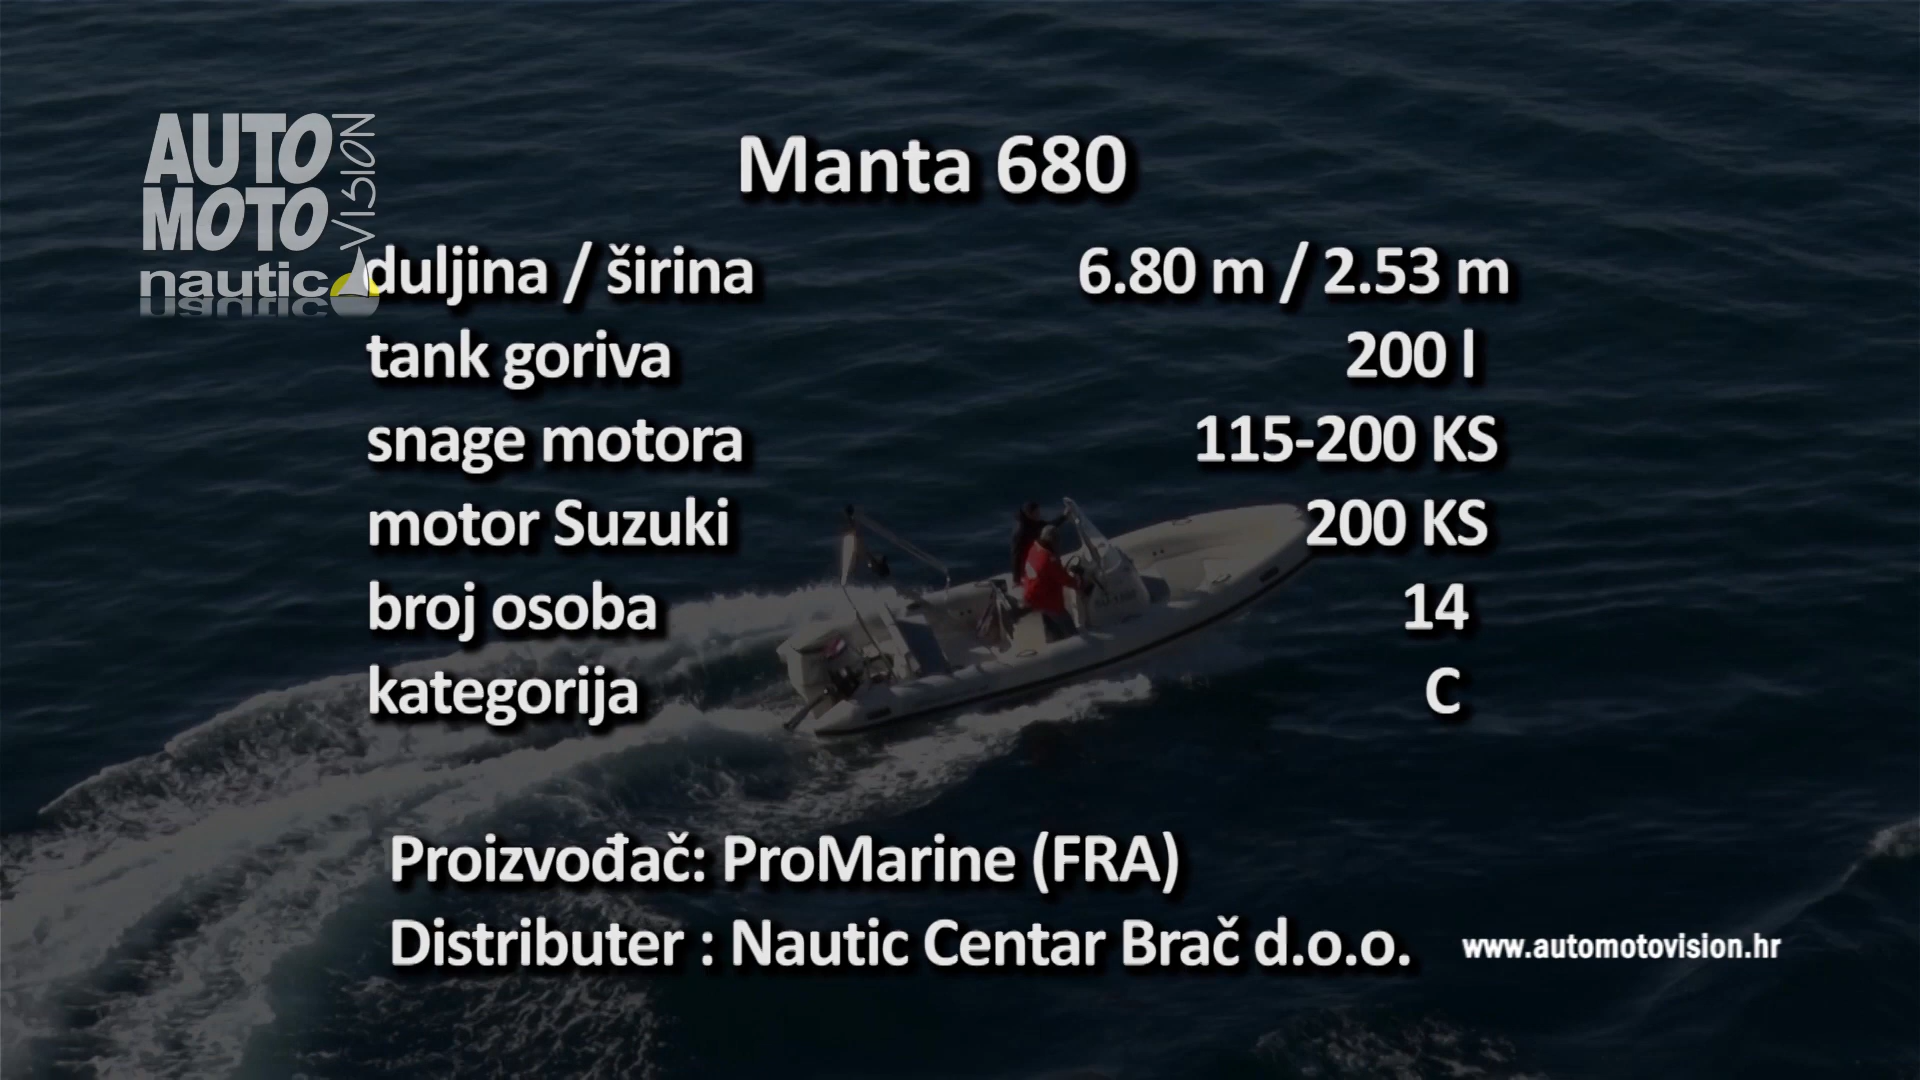 AUTO
MOTO
VISION
nautic
Manta 680
duljina / širina 6.80 m / 2.53 m
tank goriva 200 l
snage motora 115-200 KS
motor Suzuki 200 KS
broj osoba 14
kategorija C
Proizvođač: ProMarine (FRA)
Distributer : Nautic Centar Brač d.o.o.
www.automotovision.hr